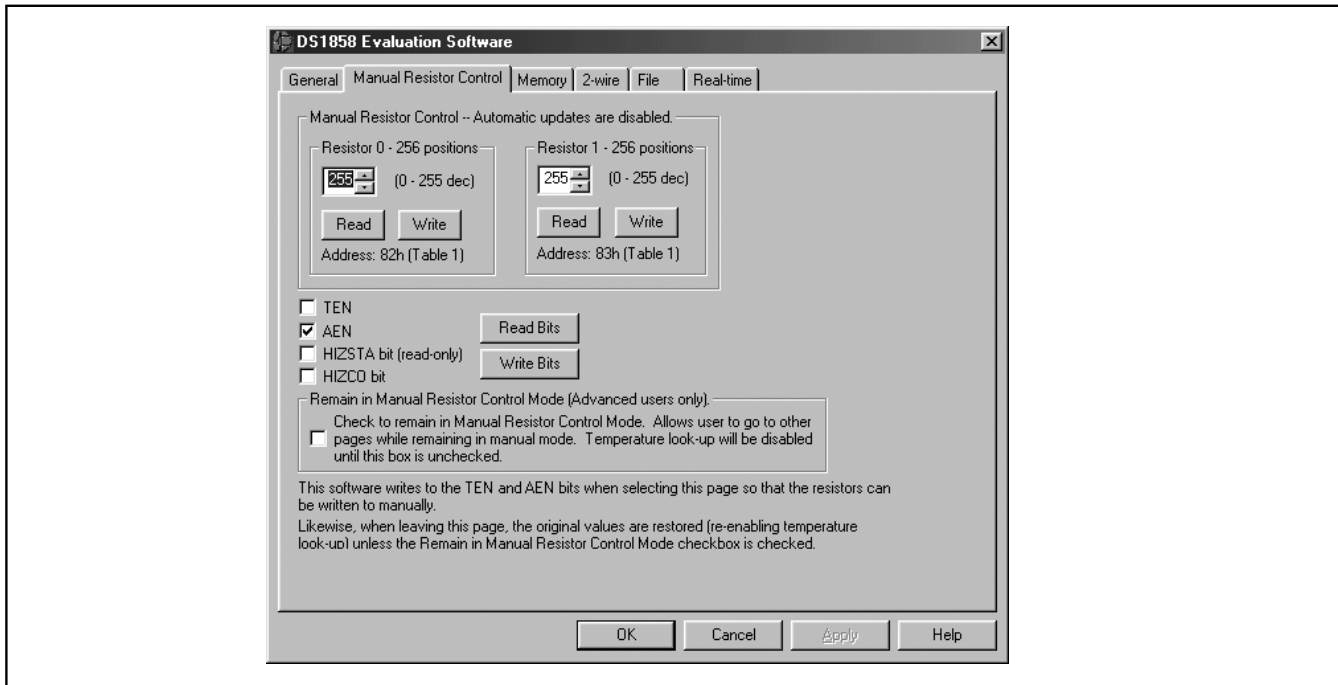 DS1858 Evaluation Software
General
Manual Resistor Control
Memory
2-wire
File
Real-time
Manual Resistor Control -- Automatic updates are disabled.
Resistor 0 - 256 positions
255
(0 - 255 dec)
Read
Write
Address: 82h (Table 1)
Resistor 1 - 256 positions
255
(0 - 255 dec)
Read
Write
Address: 83h (Table 1)
TEN
AEN
HIZSTA bit (read-only)
HIZCO bit
Read Bits
Write Bits
Remain in Manual Resistor Control Mode (Advanced users only).
Check to remain in Manual Resistor Control Mode. Allows user to go to other
pages while remaining in manual mode. Temperature look-up will be disabled
until this box is unchecked.
This software writes to the TEN and AEN bits when selecting this page so that the resistors can
be written to manually.
Likewise, when leaving this page, the original values are restored (re-enabling temperature
look-up) unless the Remain in Manual Resistor Control Mode checkbox is checked.
OK
Cancel
Apply
Help